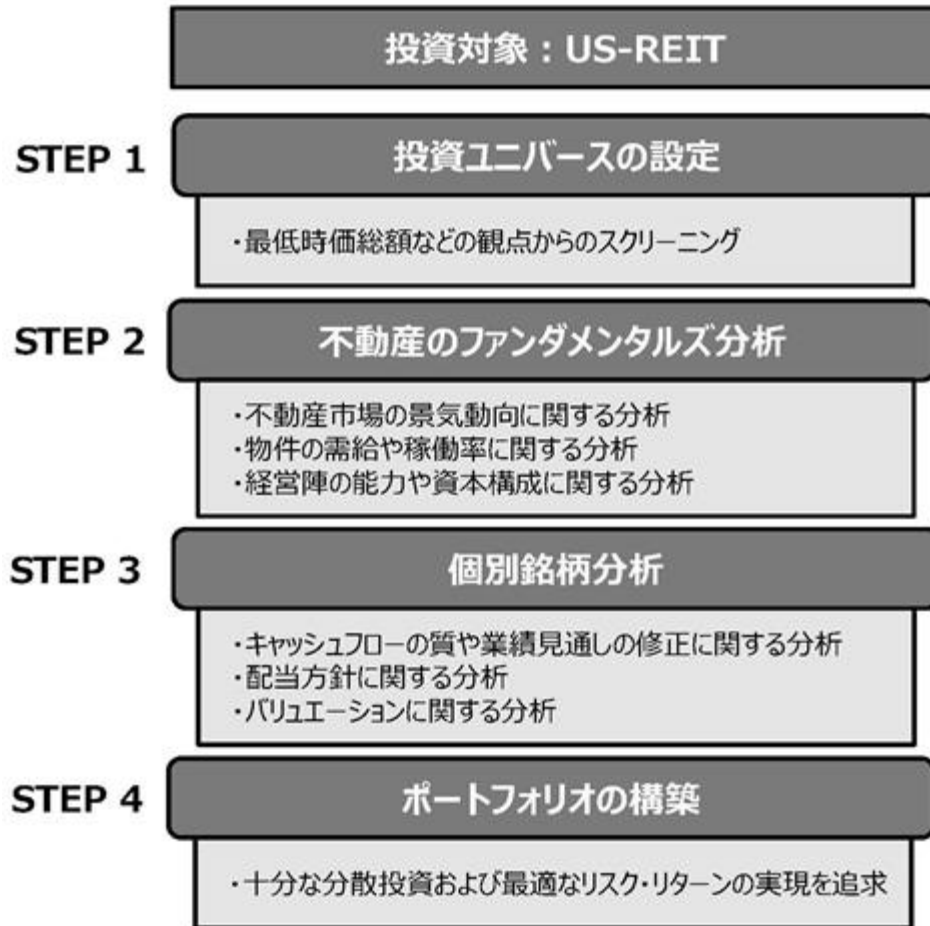 投資対象：US-REIT
STEP 1
投資ユニバースの設定
・最低時価総額などの観点からのスクリーニング
STEP 2
不動産のファンダメンタルズ分析
・不動産市場の景気動向に関する分析
・物件の需給や稼働率に関する分析
・経営陣の能力や資本構成に関する分析
STEP 3
個別銘柄分析
・キャッシュフローの質や業績見通しの修正に関する分析
・配当方針に関する分析
・バリュエーションに関する分析
STEP 4
ポートフォリオの構築
・十分な分散投資および最適なリスク・リターンの実現を追求